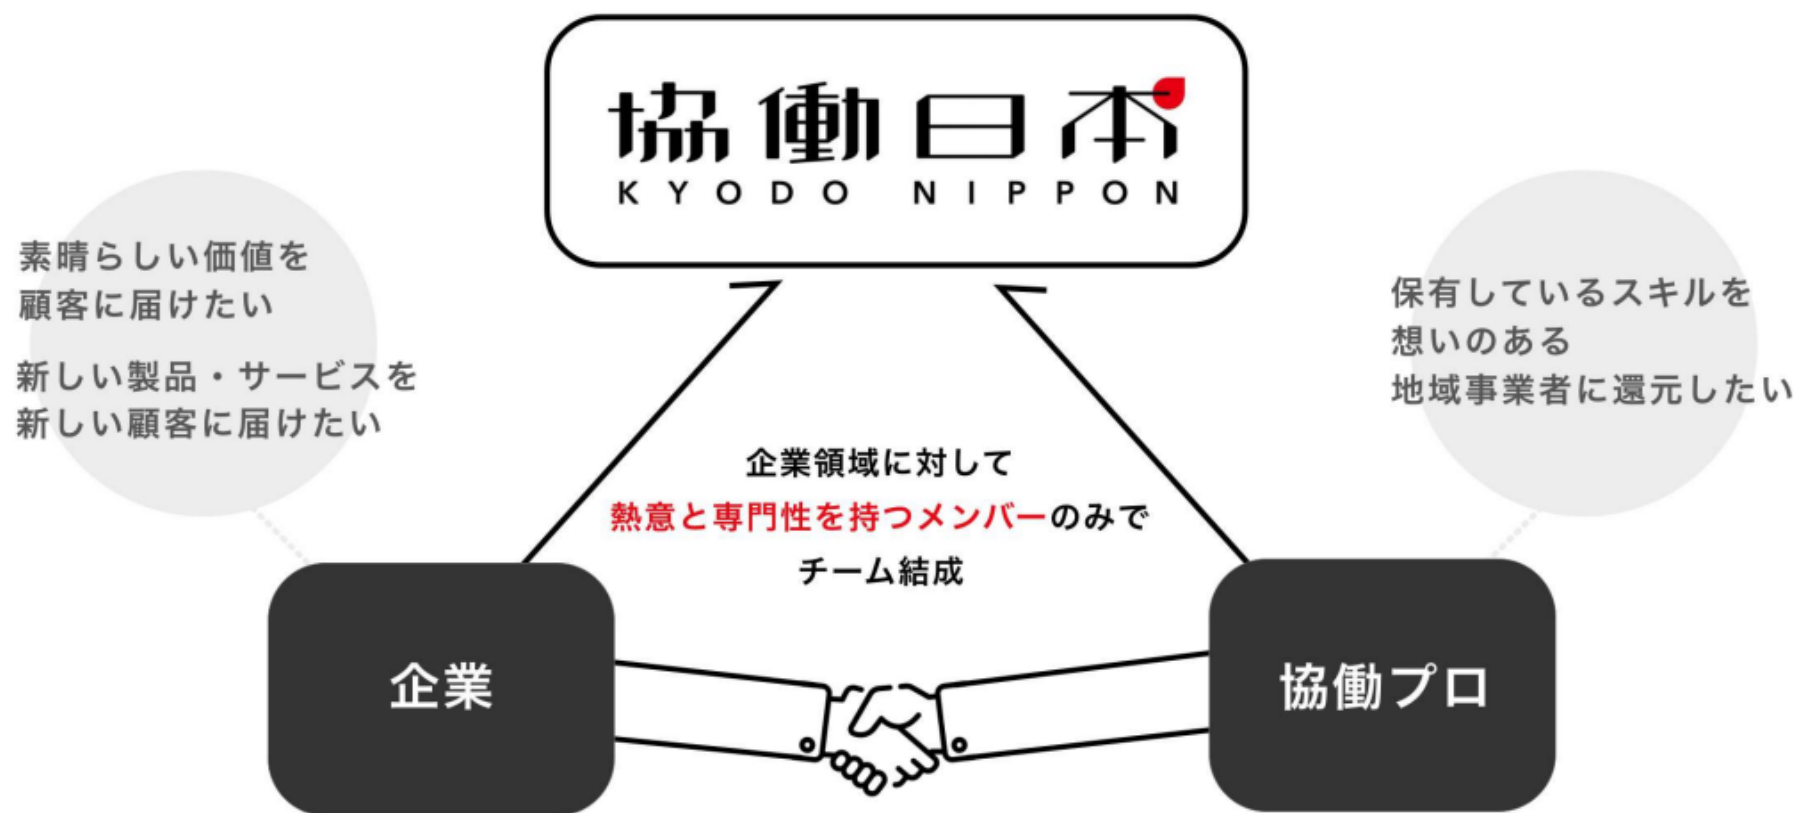 協働日本
KYODO NIPPON
素晴らしい価値を
顧客に届けたい
新しい製品・サービスを
新しい顧客に届けたい
保有しているスキルを
想いのある
地域事業者に還元したい
企業領域に対して
熱意と専門性を持つメンバーのみで
チーム結成
企業
協働プロ